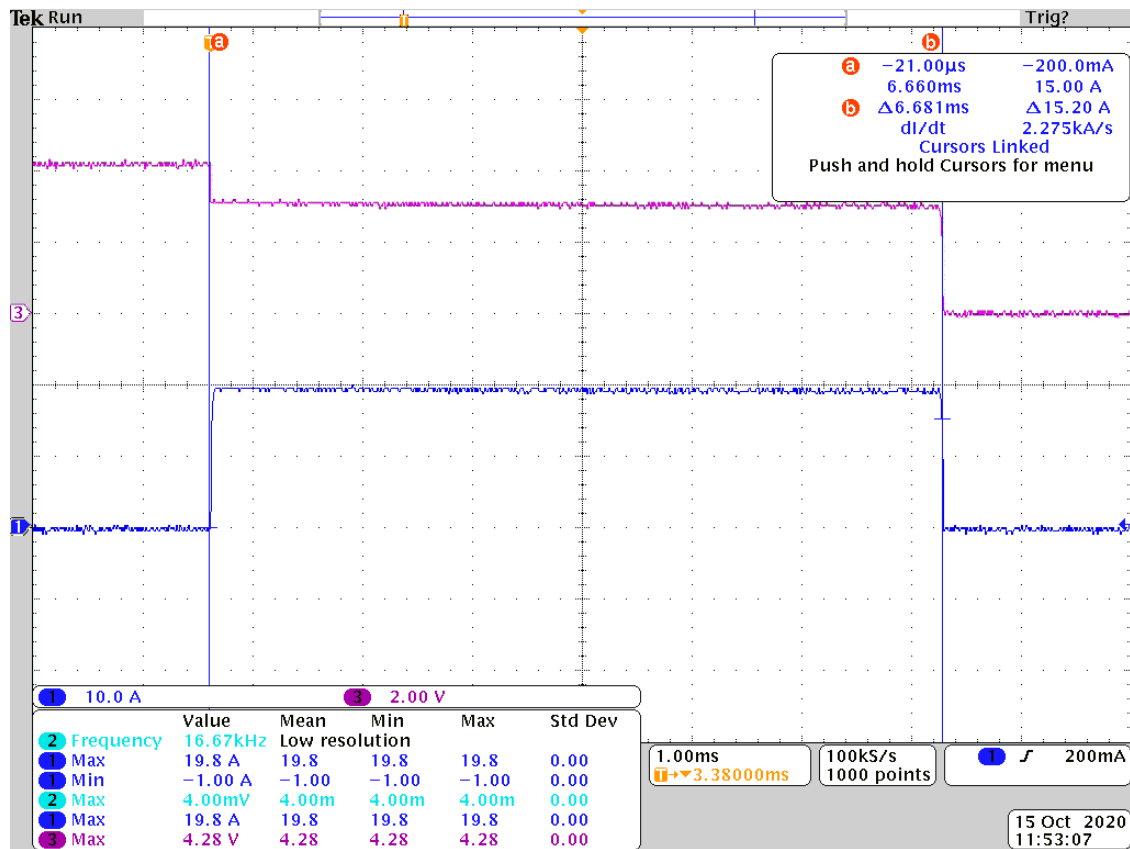 Tek Run Trig?
T
T a b
a -21.00µs -200.0mA
6.660ms 15.00 A
b Δ6.681ms Δ15.20 A
dI/dt 2.275kA/s
Cursors Linked
Push and hold Cursors for menu
3
1
1 10.0 A 3 2.00 V
Value Mean Min Max Std Dev
2 Frequency 16.67kHz Low resolution
1 Max 19.8 A 19.8 19.8 19.8 0.00
1 Min -1.00 A -1.00 -1.00 -1.00 0.00
2 Max 4.00mV 4.00m 4.00m 4.00m 0.00
1 Max 19.8 A 19.8 19.8 19.8 0.00
3 Max 4.28 V 4.28 4.28 4.28 0.00
1.00ms
T→▼3.38000ms
100kS/s
1000 points
1 ƒ 200mA
15 Oct 2020
11:53:07